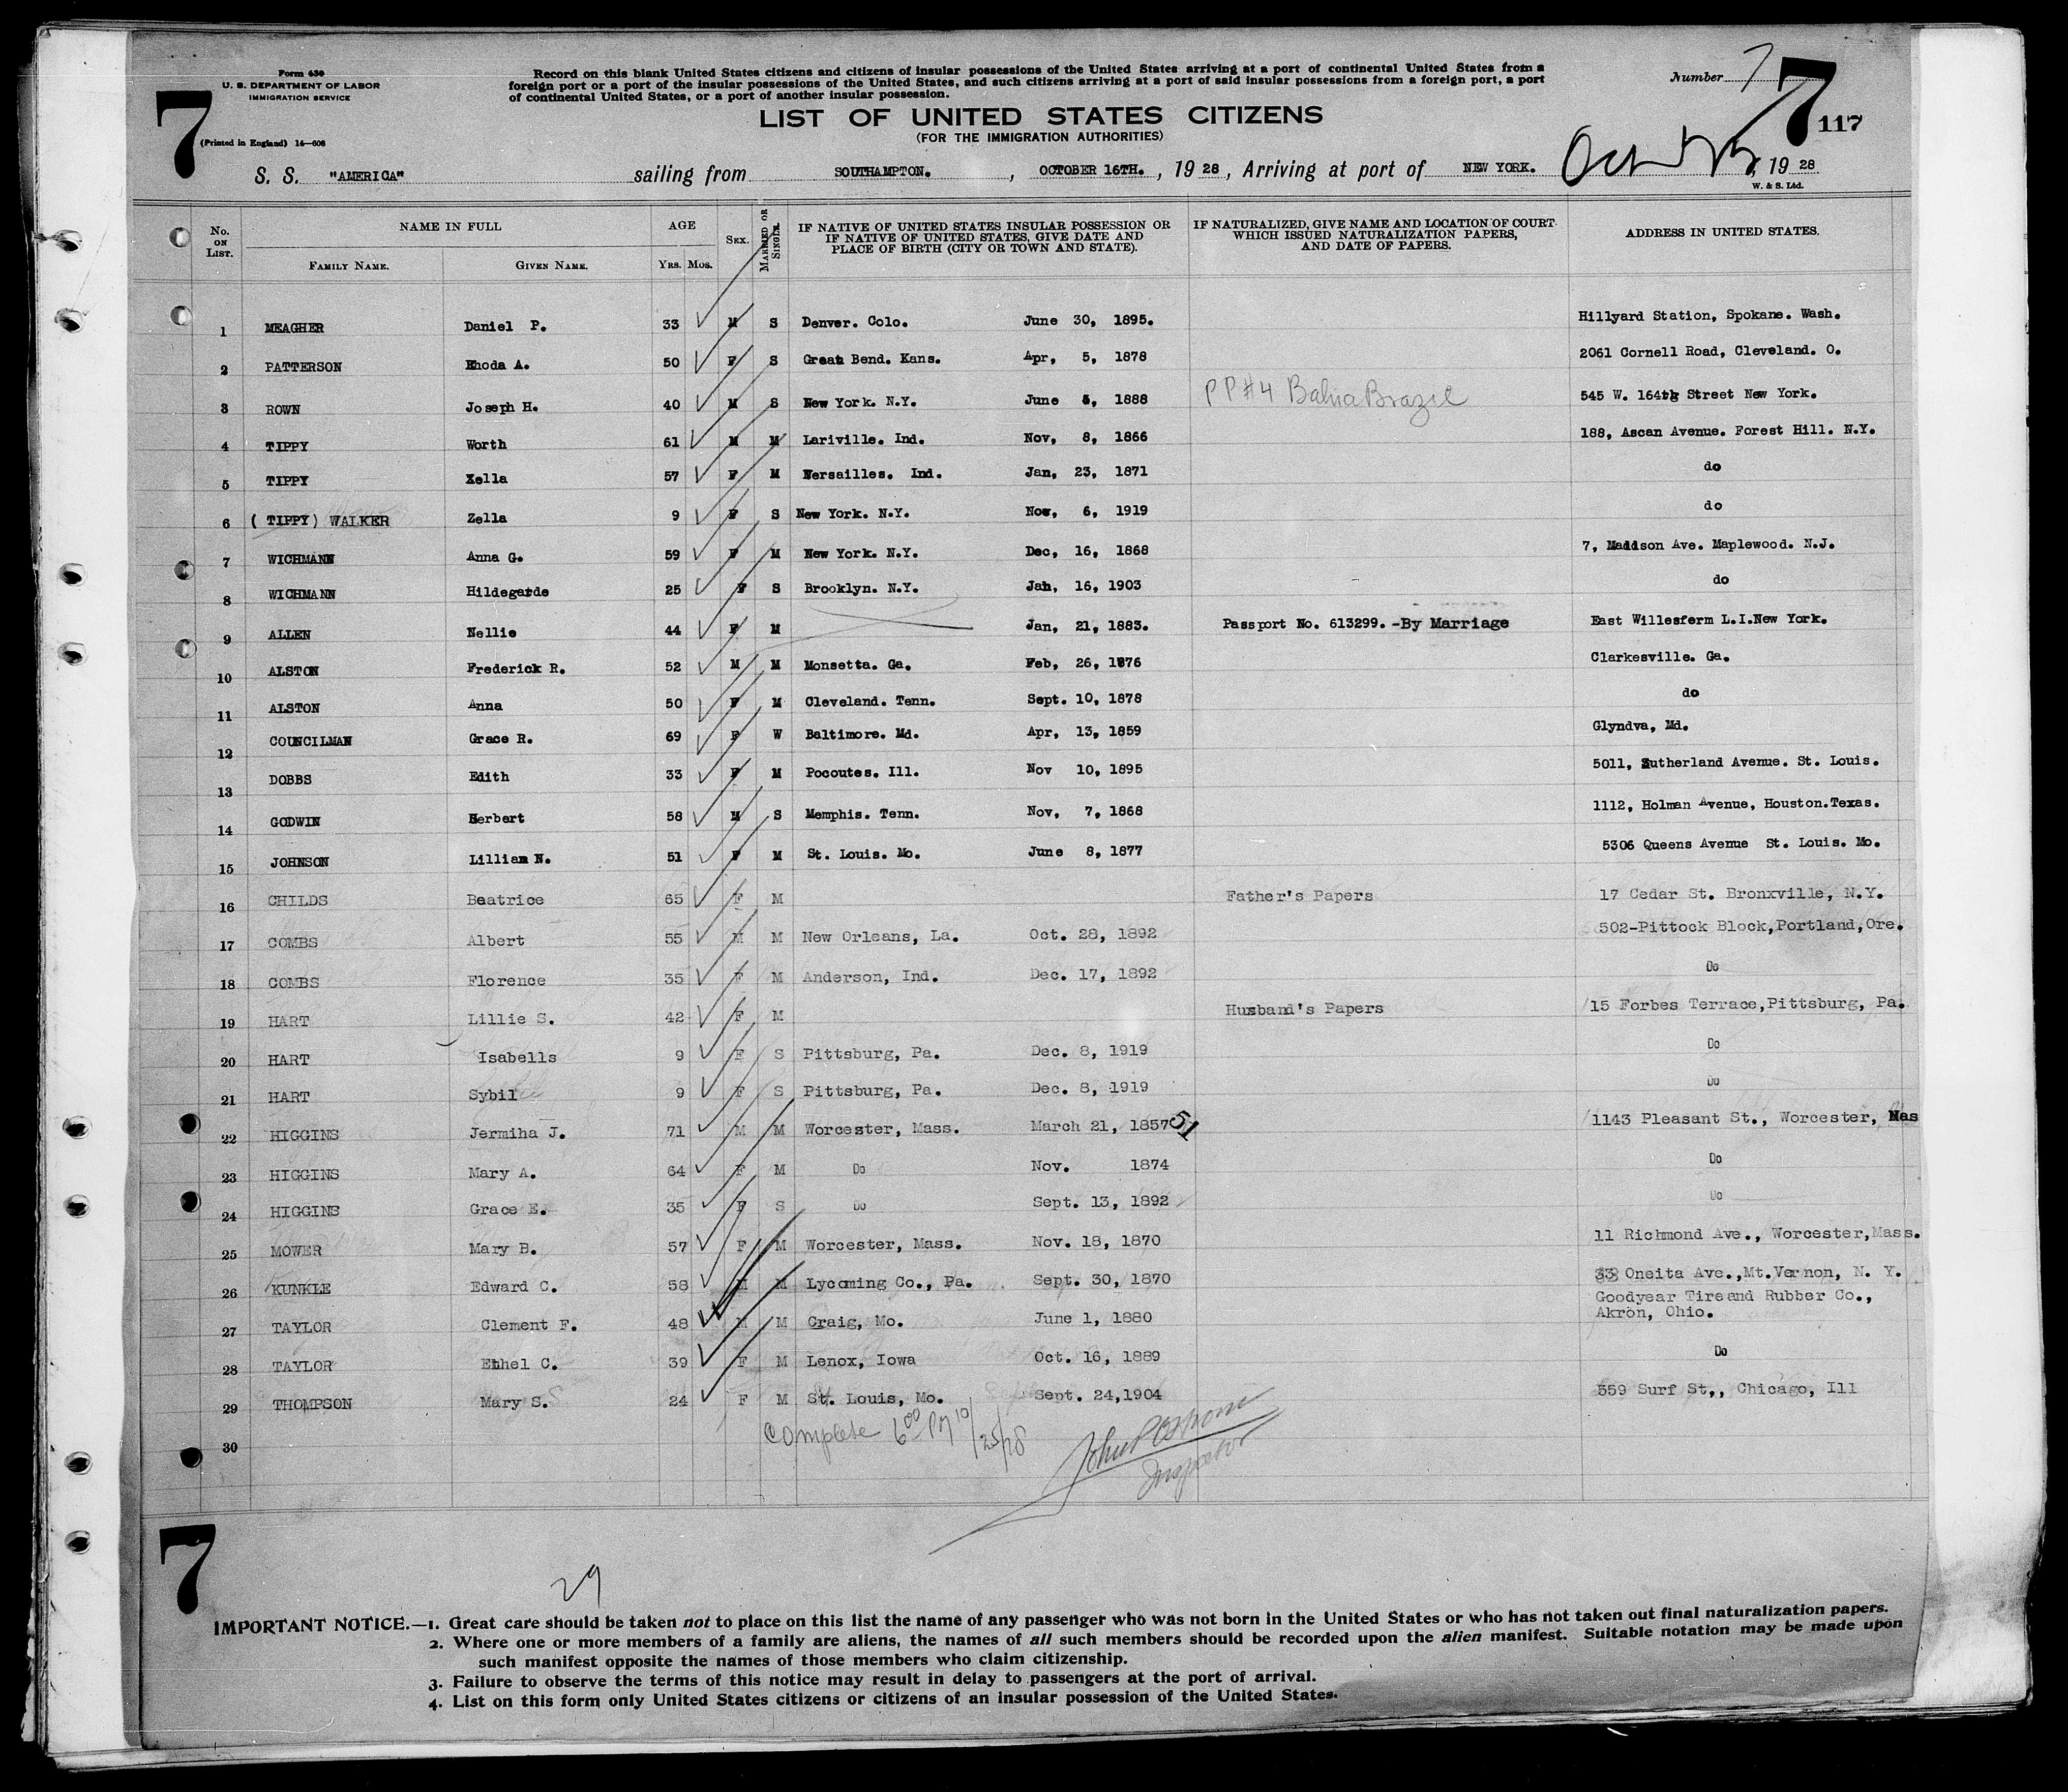 Form 630
U. S. DEPARTMENT OF LABOR
IMMIGRATION SERVICE
7
(Printed in England) 14—608
Record on this blank United States citizens and citizens of insular possessions of the United States arriving at a port of continental United States from a
foreign port or a port of the insular possessions of the United States, and such citizens arriving at a port of said insular possessions from a foreign port, a port
of continental United States, or a port of another insular possession.
Number 7
7
117
LIST OF UNITED STATES CITIZENS
(FOR THE IMMIGRATION AUTHORITIES)
S. S. "AMERICA" sailing from SOUTHAMPTON. , OCTOBER 16TH. , 19 28 , Arriving at port of NEW YORK. Oct 19 28
W. & S. Ltd.
No. ON LIST. NAME IN FULL AGE SEX. MARRIED OR SINGLE. IF NATIVE OF UNITED STATES INSULAR POSSESSION OR IF NATIVE OF UNITED STATES, GIVE DATE AND PLACE OF BIRTH (CITY OR TOWN AND STATE). IF NATURALIZED, GIVE NAME AND LOCATION OF COURT WHICH ISSUED NATURALIZATION PAPERS, AND DATE OF PAPERS. ADDRESS IN UNITED STATES.
FAMILY NAME. GIVEN NAME. YRS. MOS.
1 MEAGHER Daniel P. 33 M S Denver. Colo. June 30, 1895. Hillyard Station, Spokane. Wash.
2 PATTERSON Rhoda A. 50 F S Great Bend. Kans. Apr, 5, 1878 2061 Cornell Road, Cleveland. O.
3 ROWN Joseph H. 40 M S New York. N.Y. June 5, 1888 PP#4 Bahia Brazil 545 W. 164th Street New York.
4 TIPPY Worth 61 M M Lariville. Ind. Nov, 8, 1866 188, Ascan Avenue. Forest Hill. N.Y.
5 TIPPY Zella 57 F M Versailles. Ind. Jan, 23, 1871 do
6 (TIPPY) WALKER Zella 9 F S New York. N.Y. Nov, 6, 1919 do
7 WICHMANN Anna G. 59 F M New York. N.Y. Dec, 16, 1868 7, Maddson Ave. Maplewood. N.J.
8 WICHMANN Hildegarde 25 F S Brooklyn. N.Y. Jan, 16, 1903 do
9 ALLEN Nellie 44 F M Jan, 21, 1883. Passport No. 613299. -By Marriage East Willesferm L.I.New York.
10 ALSTON Frederick R. 52 M M Monsetta. Ga. Feb, 26, 1876 Clarkesville. Ga.
11 ALSTON Anna 50 F M Cleveland. Tenn. Sept. 10, 1878 do
12 COUNCILMAN Grace R. 69 F W Baltimore. Md. Apr, 13, 1859 Glyndva, Md.
13 DOBBS Edith 33 F M Pocoutes. Ill. Nov 10, 1895 5011, Sutherland Avenue. St. Louis.
14 GODWIN Herbert 58 M S Memphis. Tenn. Nov, 7, 1868 1112, Holman Avenue, Houston.Texas.
15 JOHNSON Lillian N. 51 F M St. Louis. Mo. June 8, 1877 5306 Queens Avenue St. Louis. Mo.
16 CHILDS Beatrice 65 F M Father's Papers 17 Cedar St. Bronxville, N.Y.
17 COMBS Albert 55 M M New Orleans, La. Oct. 28, 1892 502-Pittock Block,Portland,Ore.
18 COMBS Florence 35 F M Anderson, Ind. Dec. 17, 1892 Do
19 HART Lillie S. 42 F M Husband's Papers 15 Forbes Terrace,Pittsburg, Pa.
20 HART Isabells 9 F S Pittsburg, Pa. Dec. 8, 1919 Do
21 HART Sybil 9 F S Pittsburg, Pa. Dec. 8, 1919 Do
22 HIGGINS Jermiha J. 71 M M Worcester, Mass. March 21, 1857 51 1143 Pleasant St., Worcester, Mas
23 HIGGINS Mary A. 64 F M Do Nov. 1874 Do
24 HIGGINS Grace E. 35 F S Do Sept. 13, 1892 Do
25 MOWER Mary B. 57 F M Worcester, Mass. Nov. 18, 1870 11 Richmond Ave., Worcester,Mass.
26 KUNKLE Edward C. 58 M M Lycoming Co., Pa. Sept. 30, 1870 33 Oneita Ave.,Mt.Vernon, N. Y.
27 TAYLOR Clement F. 48 M M Craig, Mo. June 1, 1880 Goodyear Tire and Rubber Co., Akron, Ohio.
28 TAYLOR Ethel C. 39 F M Lenox, Iowa Oct. 16, 1889 Do
29 THOMPSON Mary S. 24 F M St. Louis, Mo. Sept. 24,1904 559 Surf St,, Chicago, Ill
Complete 6 00 PM 10/25/28
30
Inspector
7
29
IMPORTANT NOTICE.—1. Great care should be taken not to place on this list the name of any passenger who was not born in the United States or who has not taken out final naturalization papers.
2. Where one or more members of a family are aliens, the names of all such members should be recorded upon the alien manifest. Suitable notation may be made upon
such manifest opposite the names of those members who claim citizenship.
3. Failure to observe the terms of this notice may result in delay to passengers at the port of arrival.
4. List on this form only United States citizens or citizens of an insular possession of the United States.